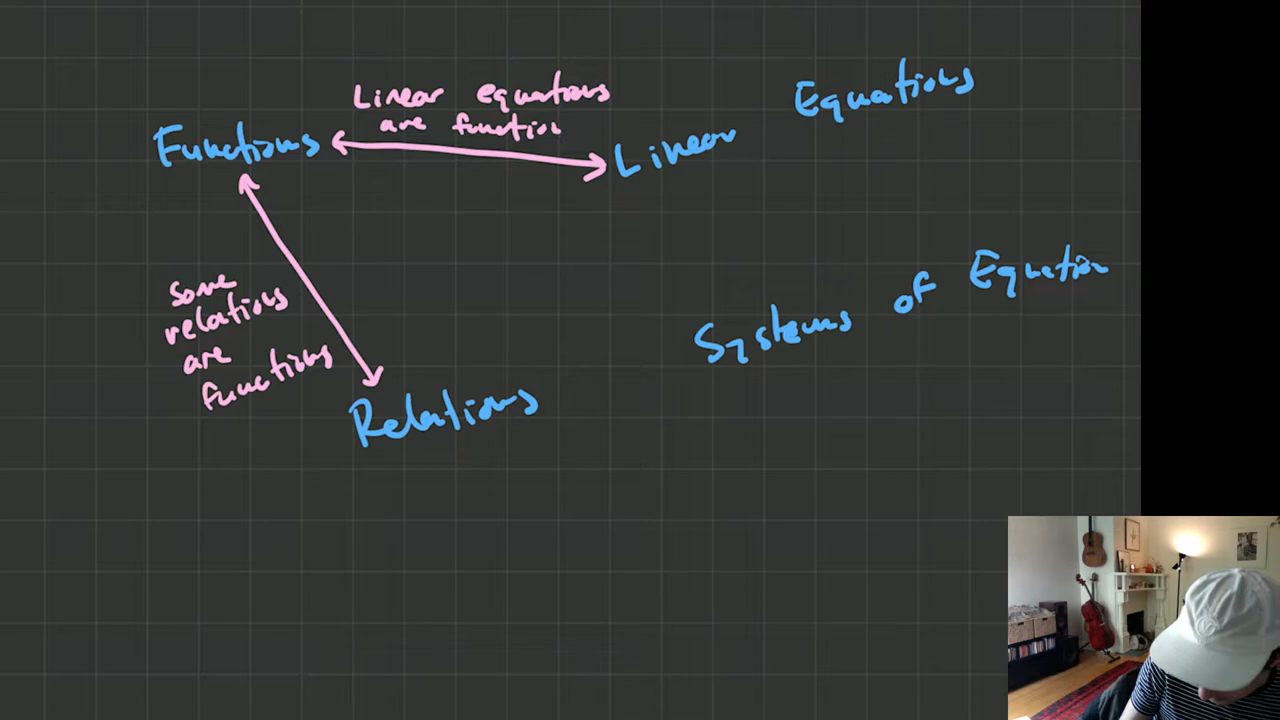 Linear equations
are function
Functions
Linear Equations
Some
relations
are
functions
Systems of Equation
Relations